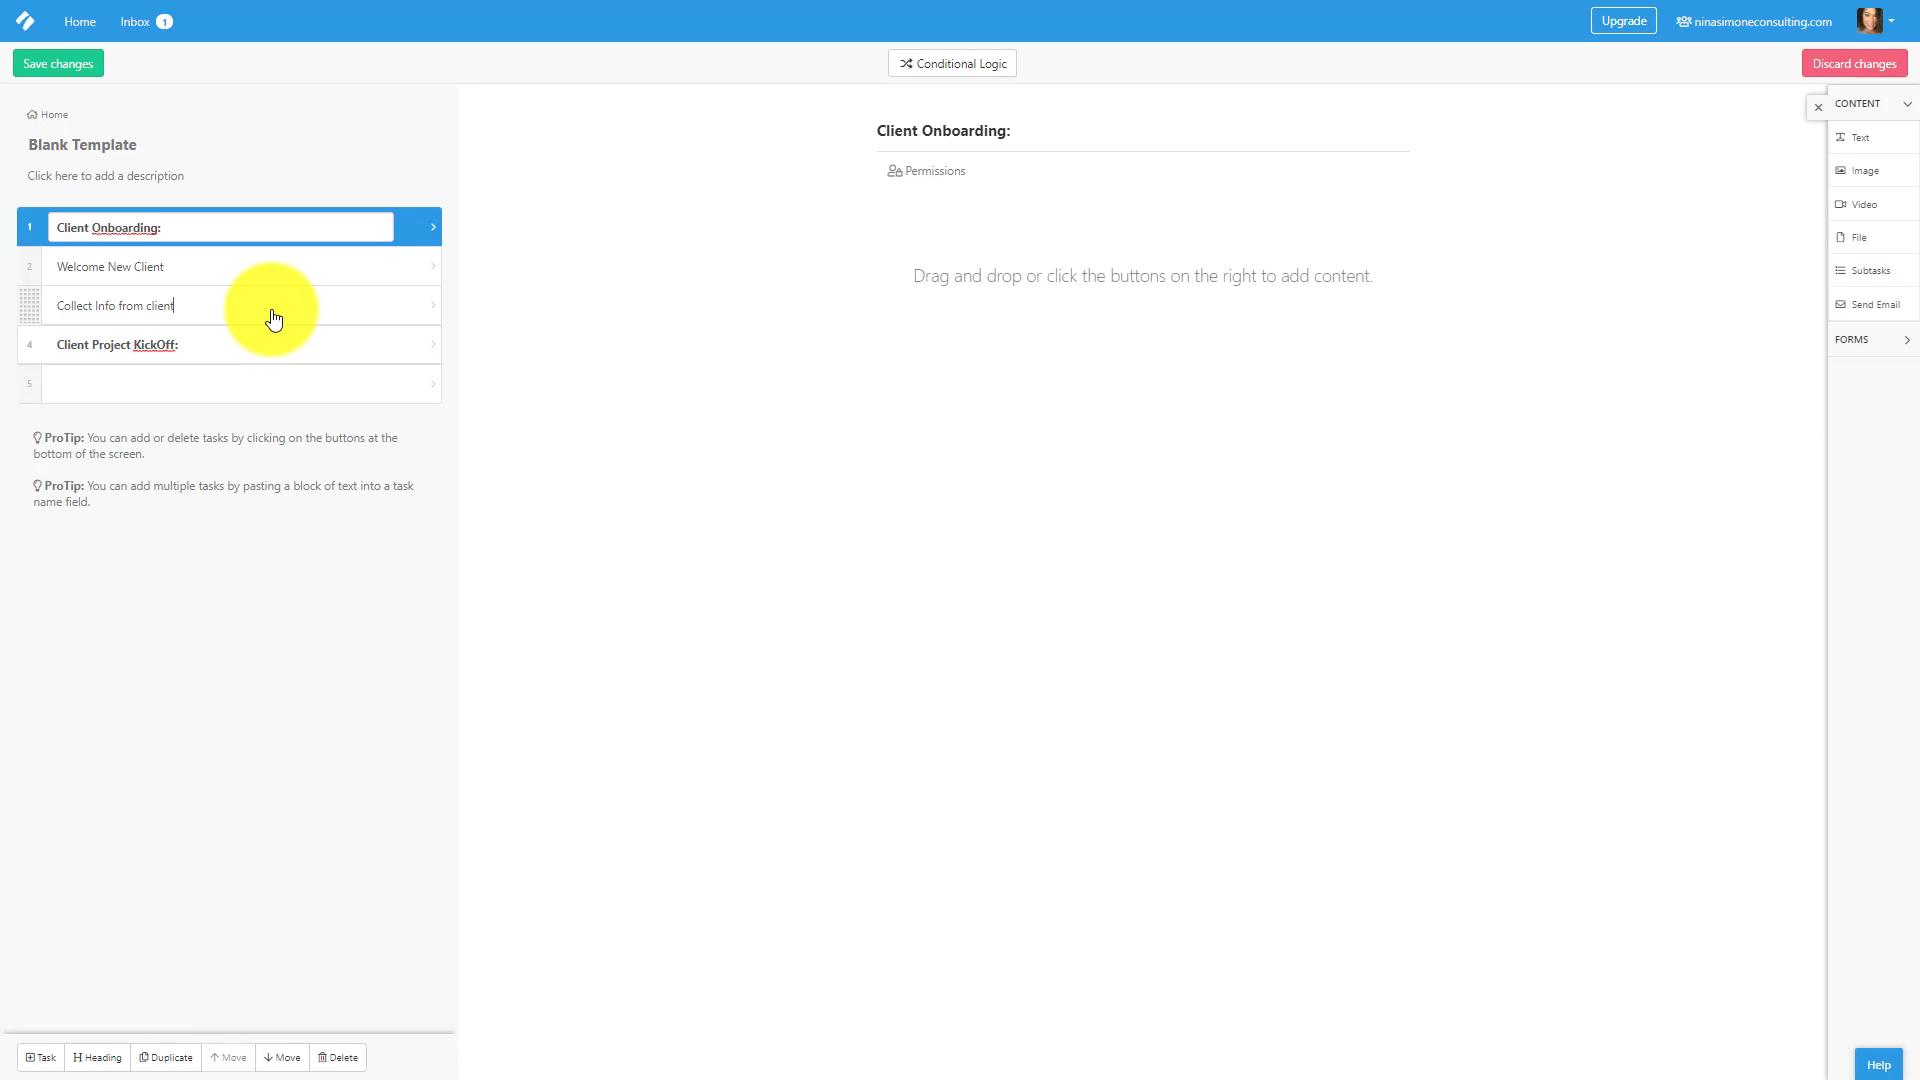 Home
Inbox 1
Upgrade
ninasimoneconsulting.com
Save changes
Conditional Logic
Discard changes
Home
Blank Template
Click here to add a description
1 Client Onboarding:
2 Welcome New Client
Collect Info from client
4 Client Project KickOff:
5
ProTip: You can add or delete tasks by clicking on the buttons at the
bottom of the screen.
ProTip: You can add multiple tasks by pasting a block of text into a task
name field.
Task
Heading
Duplicate
Move
Move
Delete
Client Onboarding:
Permissions
Drag and drop or click the buttons on the right to add content.
CONTENT
Text
Image
Video
File
Subtasks
Send Email
FORMS
Help